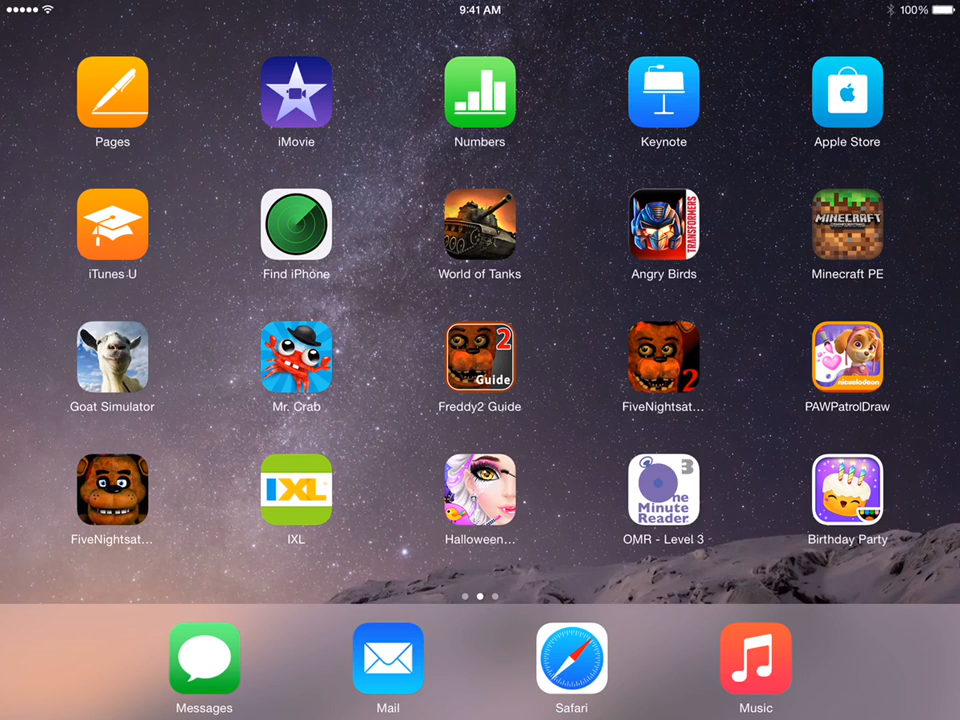 9:41 AM 100%
Pages iMovie Numbers Keynote Apple Store
TRANSFORMERS
MINECRAFT
iTunes U Find iPhone World of Tanks Angry Birds Minecraft PE
2
Guide
2
nickelodeon
Goat Simulator Mr. Crab Freddy2 Guide FiveNightsat... PAWPatrolDraw
IXL
3
One
Minute
Reader
FiveNightsat... IXL Halloween... OMR - Level 3 Birthday Party
Messages Mail Safari Music